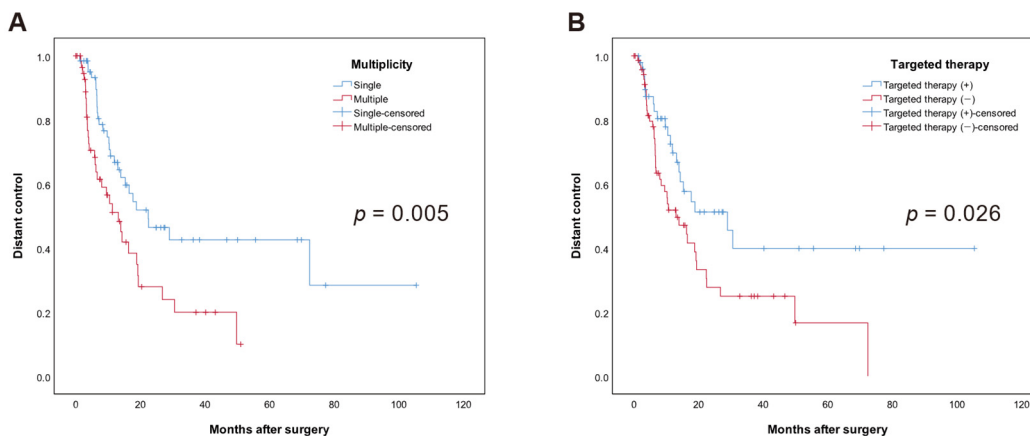 A
Multiplicity
Single
Multiple
Single-censored
Multiple-censored
p = 0.005
Distant control
1.0
0.8
0.6
0.4
0.2
0.0
0 20 40 60 80 100 120
Months after surgery
B
Targeted therapy
Targeted therapy (+)
Targeted therapy (−)
Targeted therapy (+)-censored
Targeted therapy (−)-censored
p = 0.026
Distant control
1.0
0.8
0.6
0.4
0.2
0.0
0 20 40 60 80 100 120
Months after surgery